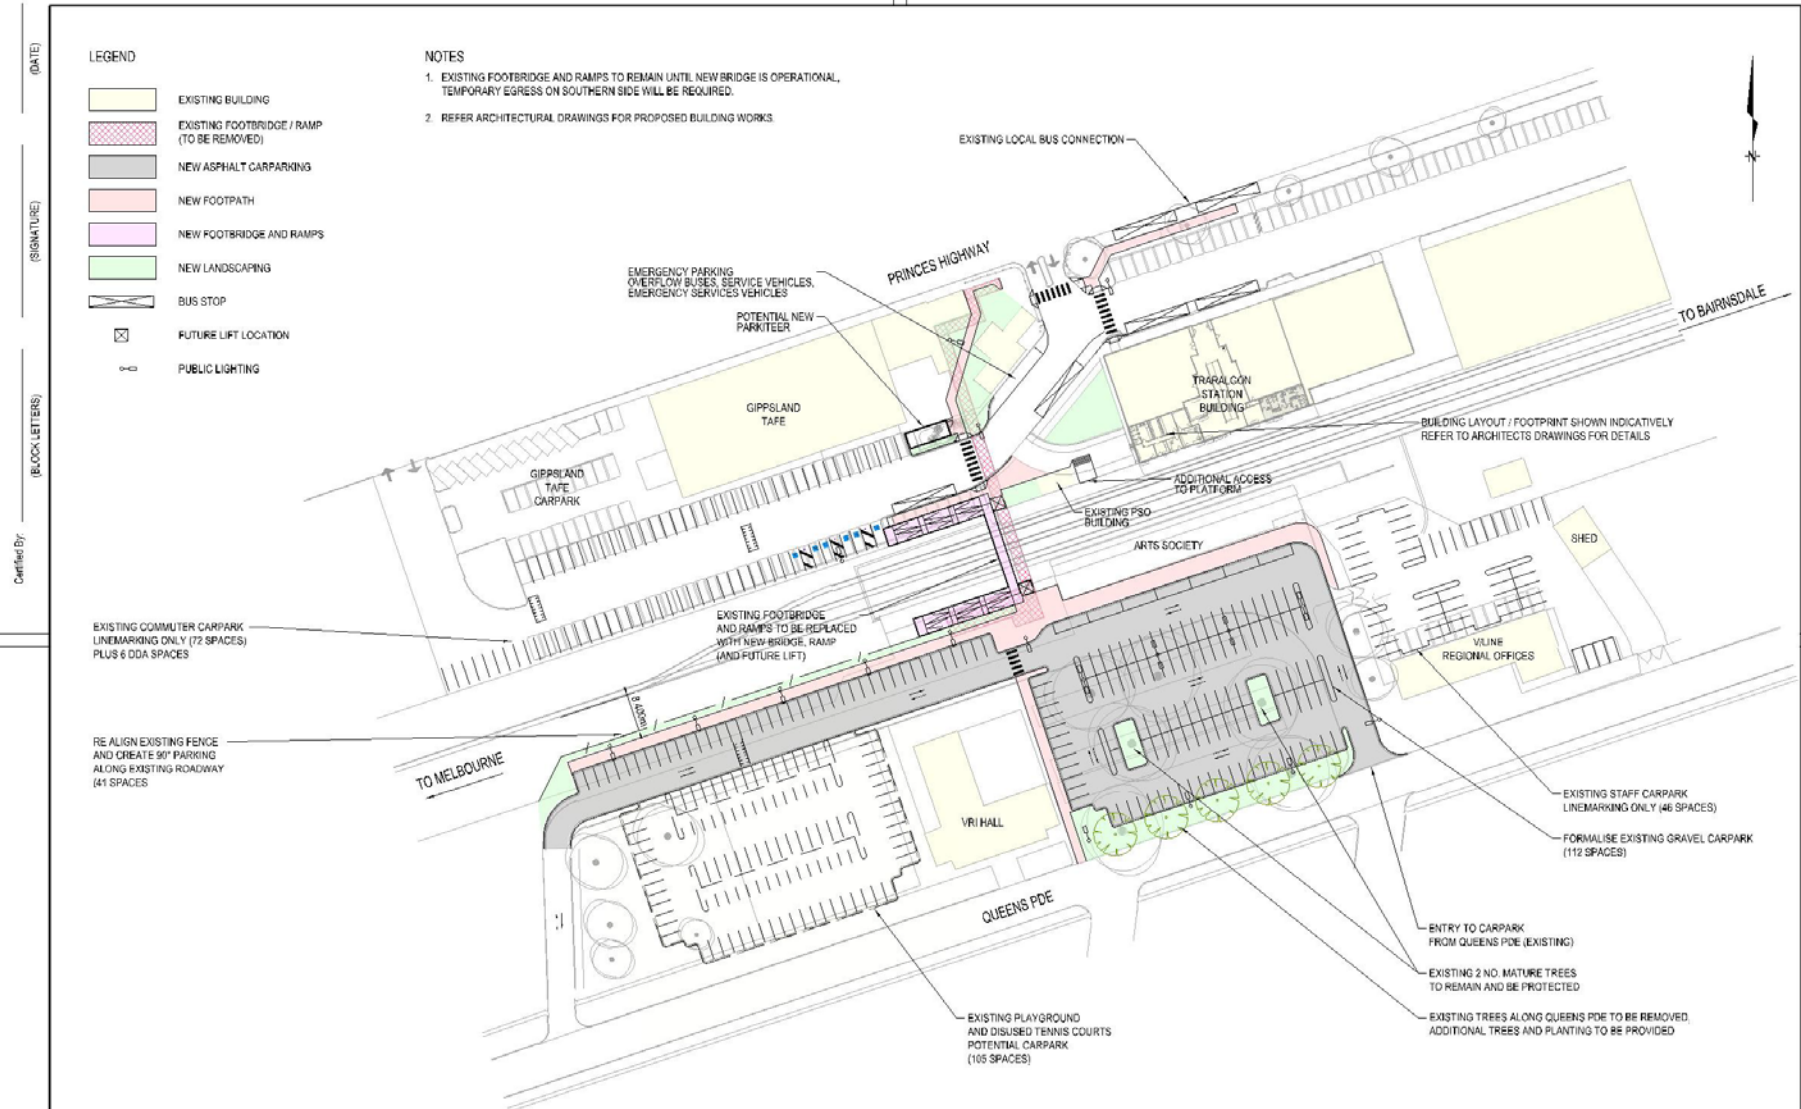 (DATE)
(SIGNATURE)
(BLOCK LETTERS)
Certified By:
LEGEND
EXISTING BUILDING
EXISTING FOOTBRIDGE / RAMP
(TO BE REMOVED)
NEW ASPHALT CARPARKING
NEW FOOTPATH
NEW FOOTBRIDGE AND RAMPS
NEW LANDSCAPING
BUS STOP
FUTURE LIFT LOCATION
PUBLIC LIGHTING
NOTES
1. EXISTING FOOTBRIDGE AND RAMPS TO REMAIN UNTIL NEW BRIDGE IS OPERATIONAL,
TEMPORARY EGRESS ON SOUTHERN SIDE WILL BE REQUIRED.
2. REFER ARCHITECTURAL DRAWINGS FOR PROPOSED BUILDING WORKS.
EXISTING LOCAL BUS CONNECTION
N
PRINCES HIGHWAY
EMERGENCY PARKING
OVERFLOW BUSES, SERVICE VEHICLES,
EMERGENCY SERVICES VEHICLES
POTENTIAL NEW
PARKITEER
TO BAIRNSDALE
TRARALGON
STATION
BUILDING
GIPPSLAND
TAFE
BUILDING LAYOUT / FOOTPRINT SHOWN INDICATIVELY
REFER TO ARCHITECTS DRAWINGS FOR DETAILS
GIPPSLAND
TAFE
CARPARK
ADDITIONAL ACCESS
TO PLATFORM
EXISTING PSO
BUILDING
ARTS SOCIETY
SHED
EXISTING COMMUTER CARPARK
LINEMARKING ONLY (72 SPACES)
PLUS 6 DDA SPACES
EXISTING FOOTBRIDGE
AND RAMPS TO BE REPLACED
WITH NEW BRIDGE, RAMP
(AND FUTURE LIFT)
V/LINE
REGIONAL OFFICES
RE ALIGN EXISTING FENCE
AND CREATE 90° PARKING
ALONG EXISTING ROADWAY
(41 SPACES
TO MELBOURNE
VRI HALL
EXISTING STAFF CARPARK
LINEMARKING ONLY (46 SPACES)
FORMALISE EXISTING GRAVEL CARPARK
(112 SPACES)
QUEENS PDE
ENTRY TO CARPARK
FROM QUEENS PDE (EXISTING)
EXISTING 2 NO. MATURE TREES
TO REMAIN AND BE PROTECTED
EXISTING PLAYGROUND
AND DISUSED TENNIS COURTS
POTENTIAL CARPARK
(105 SPACES)
EXISTING TREES ALONG QUEENS PDE TO BE REMOVED,
ADDITIONAL TREES AND PLANTING TO BE PROVIDED